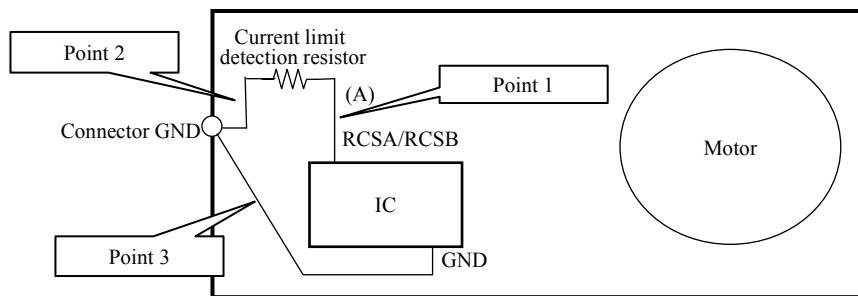 Point 2
Current limit
detection resistor
(A)
Point 1
Connector GND
RCSA/RCSB
Motor
IC
Point 3
GND